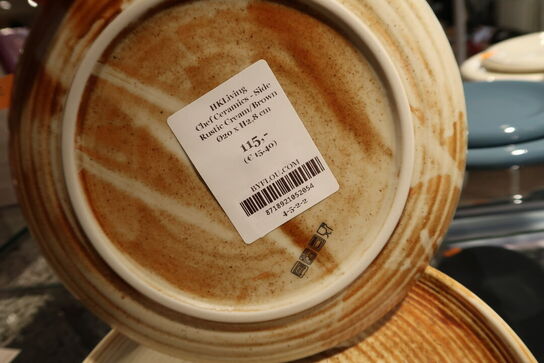 HKLiving
Chef Ceramics - Side
Rustic Cream/Brown
Ø20 x H2,8 cm
115,-
(€ 15.40)
BYFLOU.COM
8718921052054
4-5-2-2